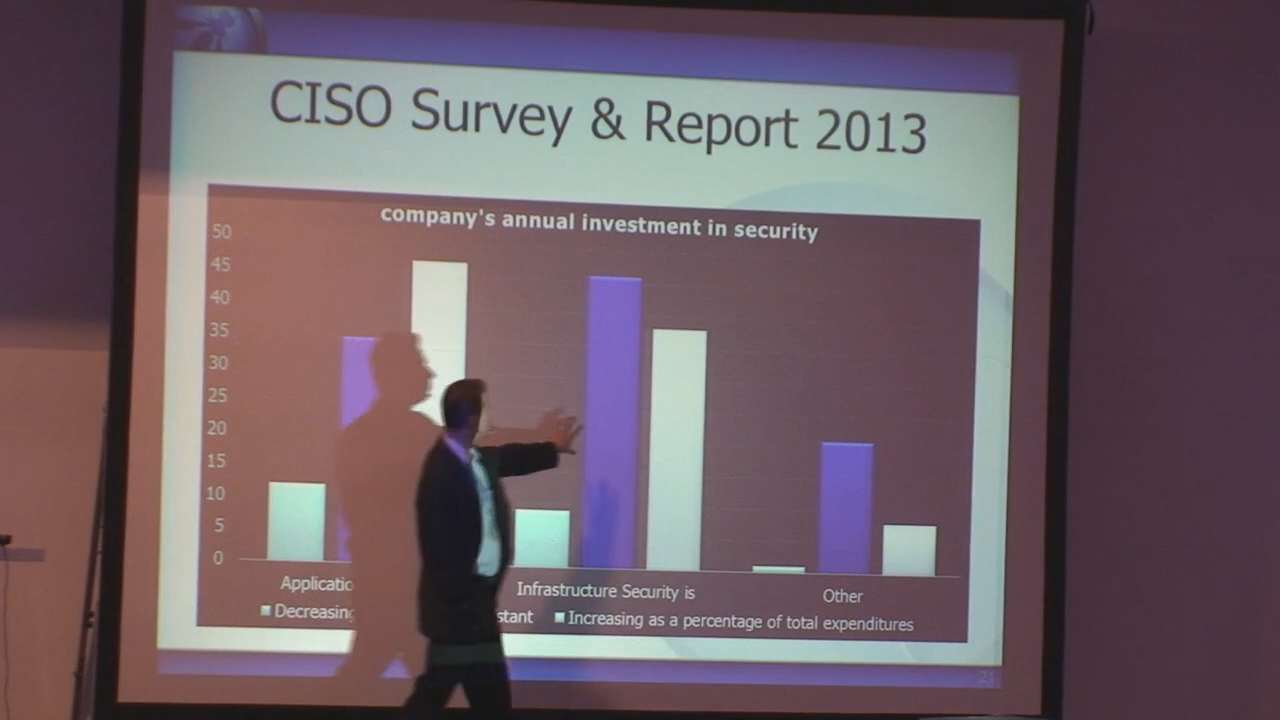 CISO Survey & Report 2013
company's annual investment in security
50
45
40
35
30
25
20
15
10
5
0
Infrastructure Security is
Other
Decreasing
Increasing as a percentage of total expenditures
21